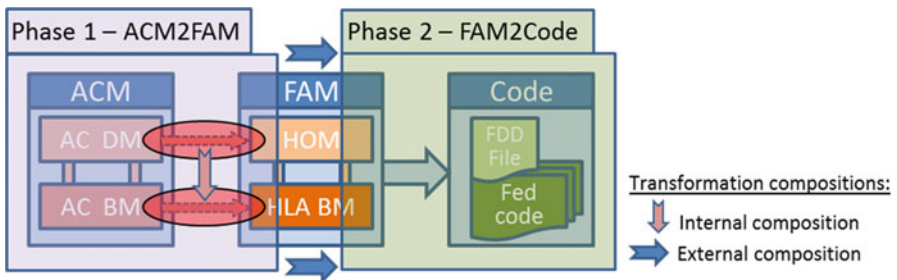 Phase 1 – ACM2FAM
Phase 2 – FAM2Code
ACM
FAM
Code
AC DM
HOM
FDD
File
AC BM
HLA BM
Fed
code
Transformation compositions:
Internal composition
External composition